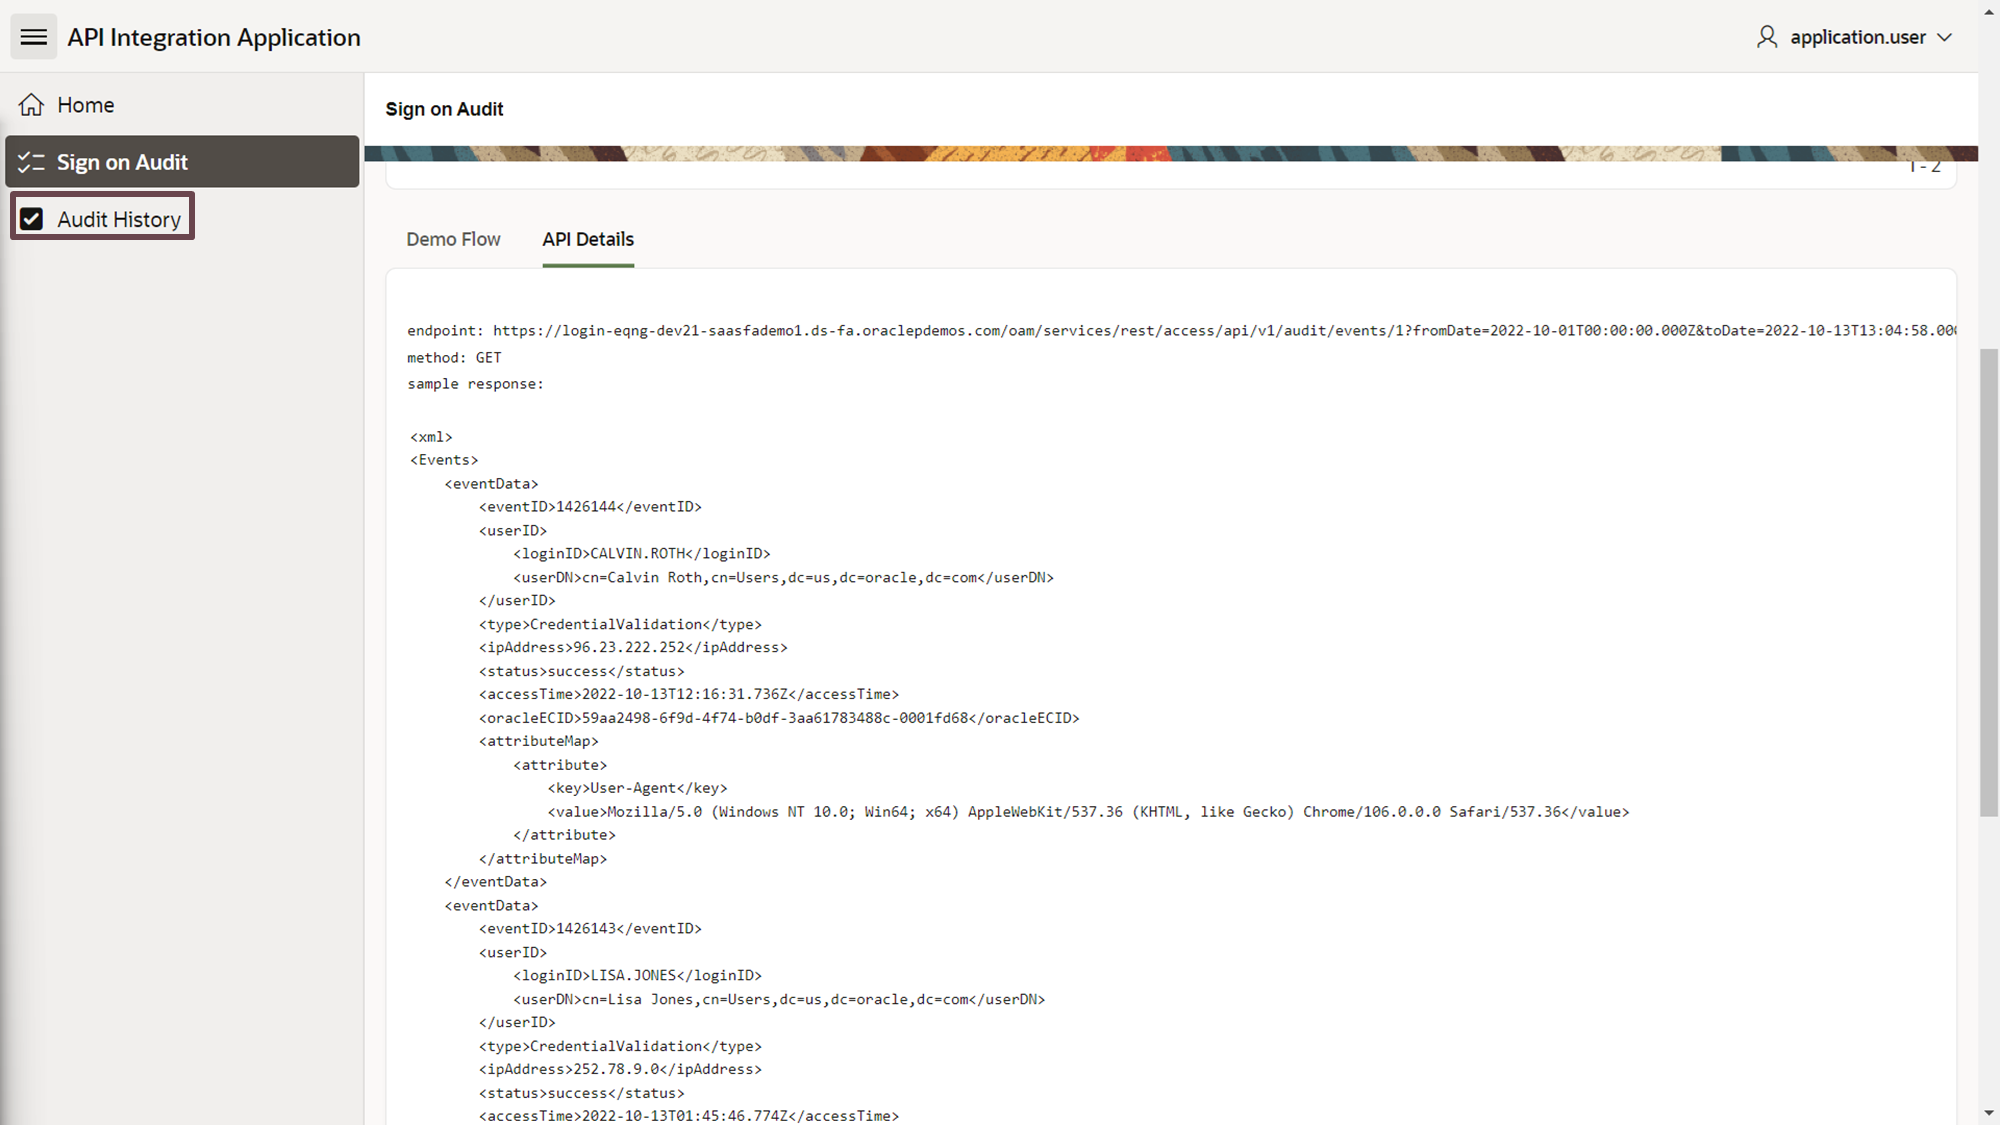 API Integration Application
application.user
Home
Sign on Audit
Audit History
Sign on Audit
1 - 2
Demo Flow
API Details
endpoint: https://login-eqng-dev21-saasfademo1.ds-fa.oraclepdemos.com/oam/services/rest/access/api/v1/audit/events/1?fromDate=2022-10-01T00:00:00.000Z&toDate=2022-10-13T13:04:58.000
method: GET
sample response:
<xml>
<Events>
<eventData>
<eventID>1426144</eventID>
<userID>
<loginID>CALVIN.ROTH</loginID>
<userDN>cn=Calvin Roth,cn=Users,dc=us,dc=oracle,dc=com</userDN>
</userID>
<type>CredentialValidation</type>
<ipAddress>96.23.222.252</ipAddress>
<status>success</status>
<accessTime>2022-10-13T12:16:31.736Z</accessTime>
<oracleECID>59aa2498-6f9d-4f74-b0df-3aa61783488c-0001fd68</oracleECID>
<attributeMap>
<attribute>
<key>User-Agent</key>
<value>Mozilla/5.0 (Windows NT 10.0; Win64; x64) AppleWebKit/537.36 (KHTML, like Gecko) Chrome/106.0.0.0 Safari/537.36</value>
</attribute>
</attributeMap>
</eventData>
<eventData>
<eventID>1426143</eventID>
<userID>
<loginID>LISA.JONES</loginID>
<userDN>cn=Lisa Jones,cn=Users,dc=us,dc=oracle,dc=com</userDN>
</userID>
<type>CredentialValidation</type>
<ipAddress>252.78.9.0</ipAddress>
<status>success</status>
<accessTime>2022-10-13T01:45:46.774Z</accessTime>